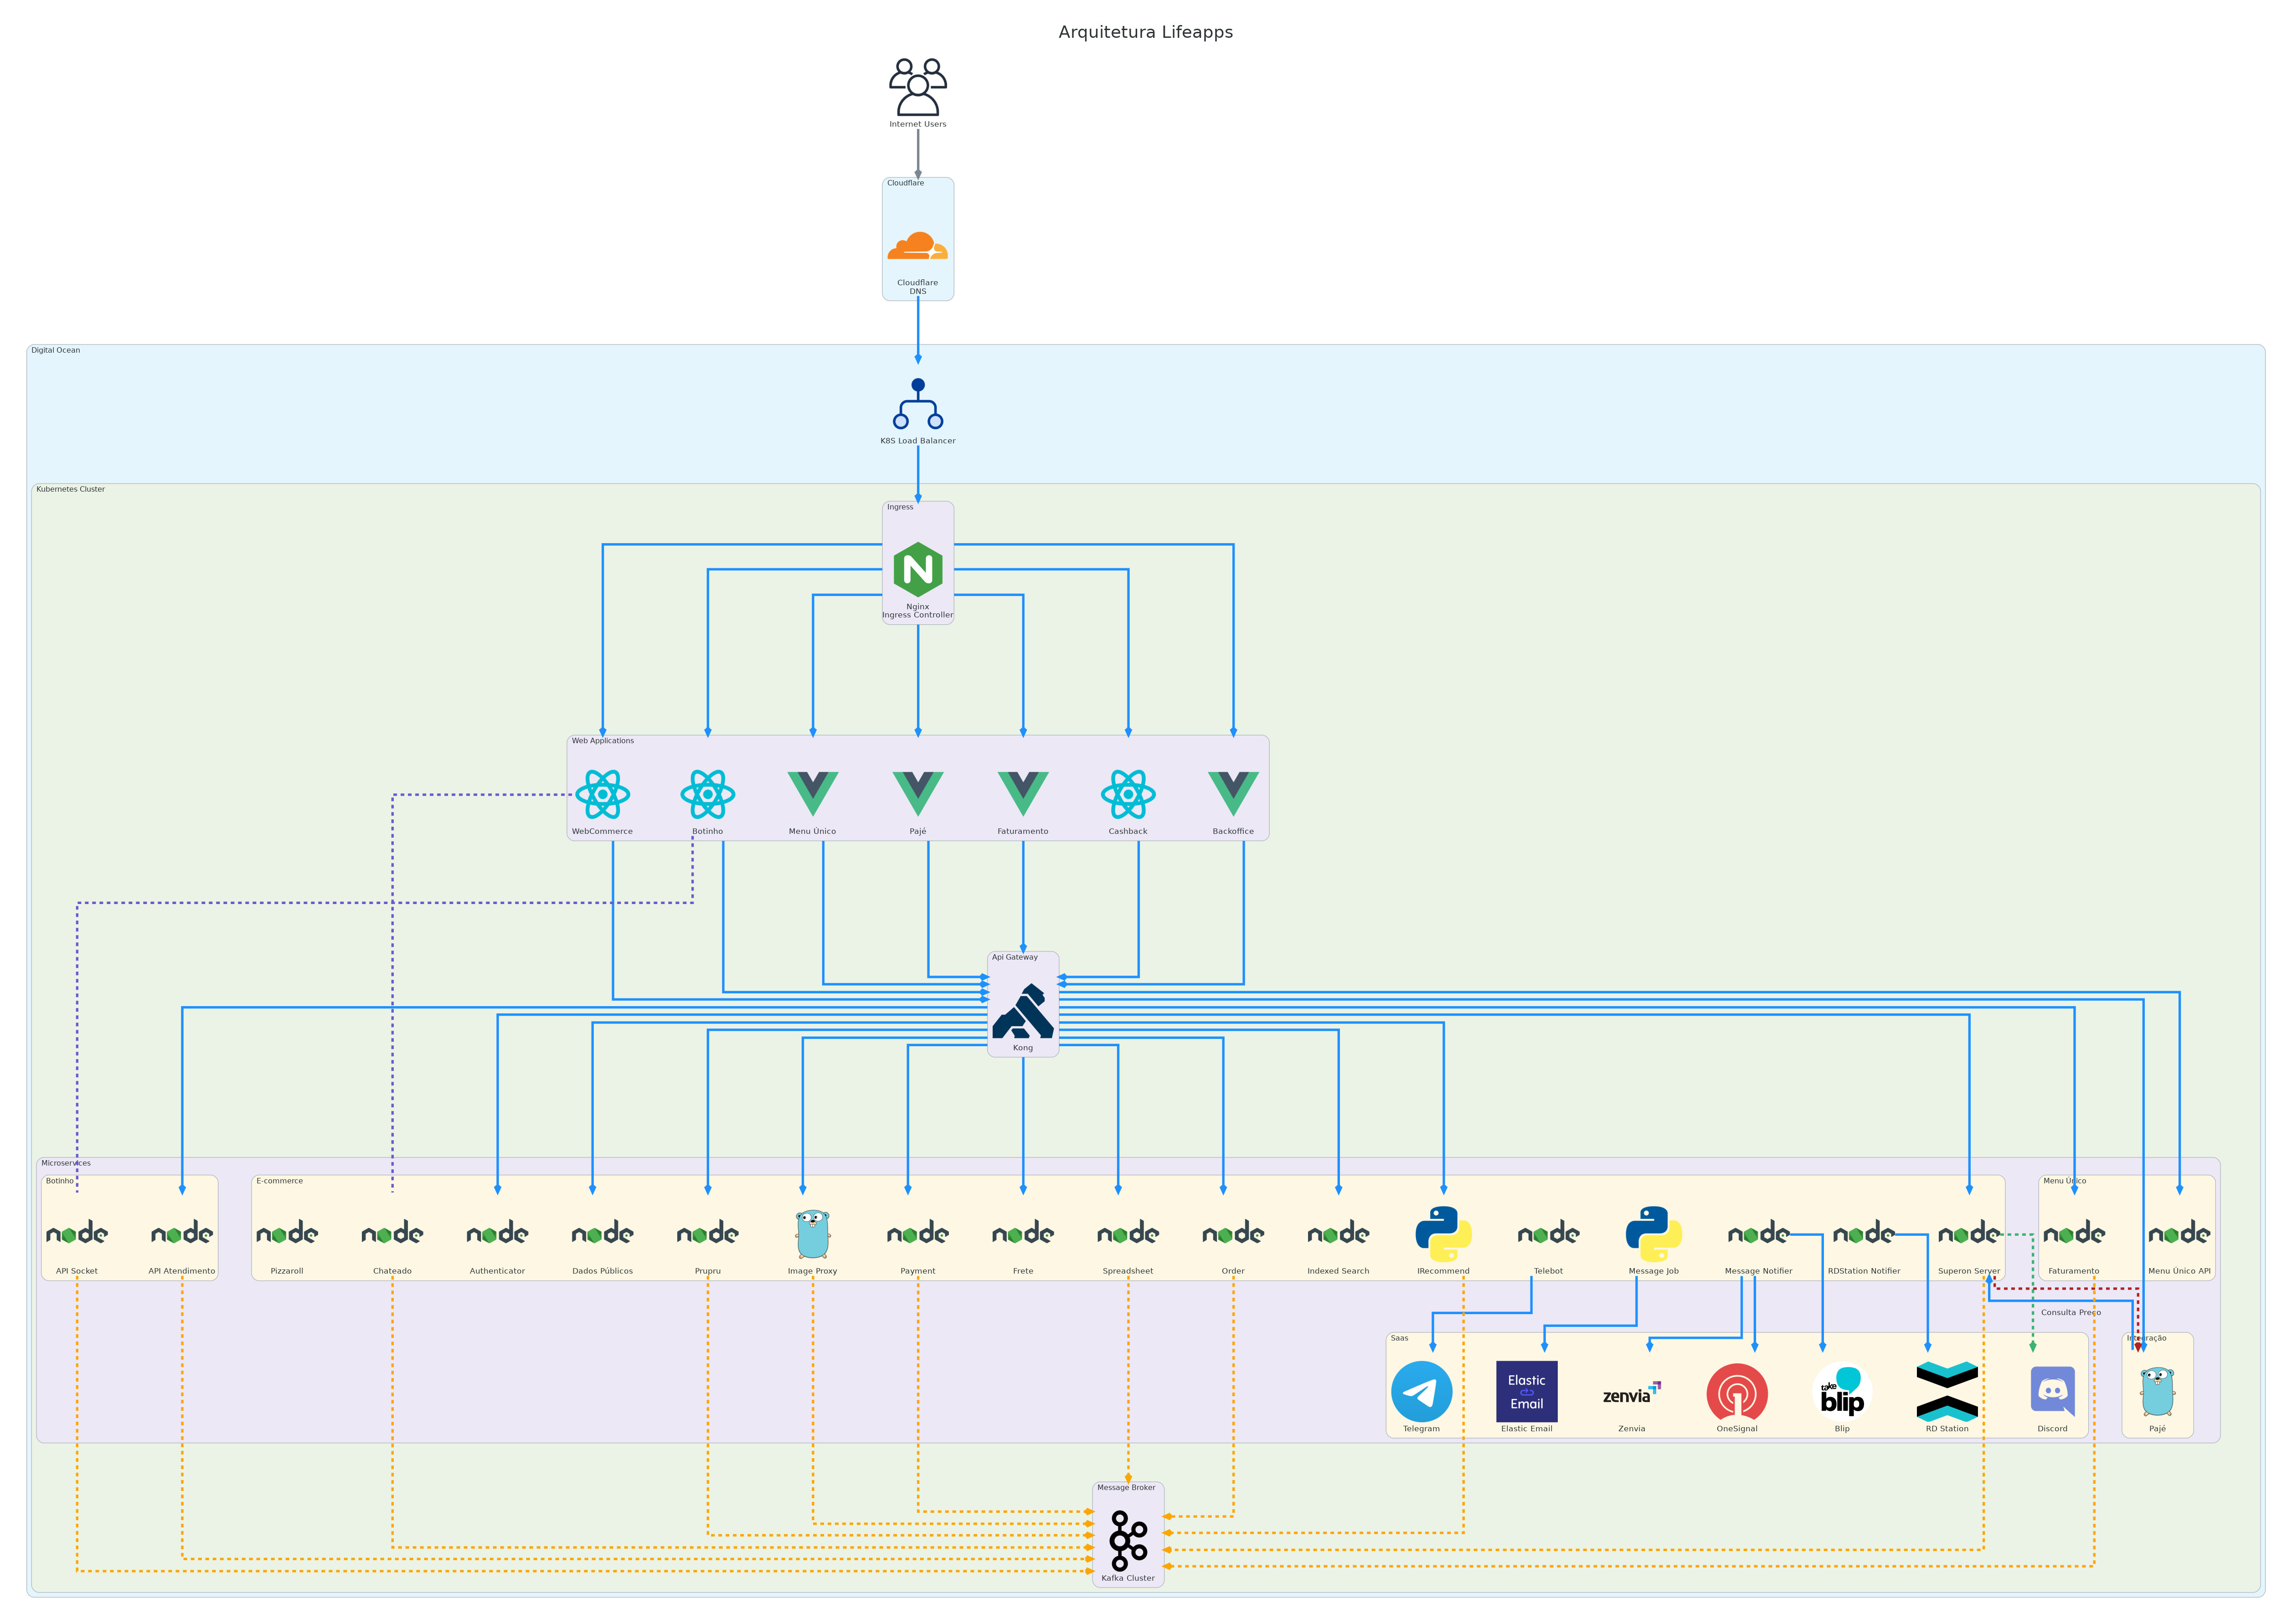 Arquitetura Lifeapps
Internet Users
Cloudflare
Cloudflare
DNS
Digital Ocean
K8S Load Balancer
Kubernetes Cluster
Ingress
N
Nginx
Ingress Controller
Web Applications
WebCommerce
Botinho
Menu Único
Pajé
Faturamento
Cashback
Backoffice
Api Gateway
Kong
Microservices
Botinho
node
API Socket
node
API Atendimento
E-commerce
node
Pizzaroll
node
Chateado
node
Authenticator
node
Dados Públicos
node
Prupru
Image Proxy
node
Payment
node
Frete
node
Spreadsheet
node
Order
node
Indexed Search
IRecommend
node
Telebot
Message Job
node
Message Notifier
node
RDStation Notifier
node
Superon Server
Menu Único
node
Faturamento
node
Menu Único API
Consulta Preço
Saas
Telegram
Elastic
Email
Elastic Email
zenvia
Zenvia
OneSignal
take
blip
Blip
RD Station
Discord
Integração
Pajé
Message Broker
Kafka Cluster